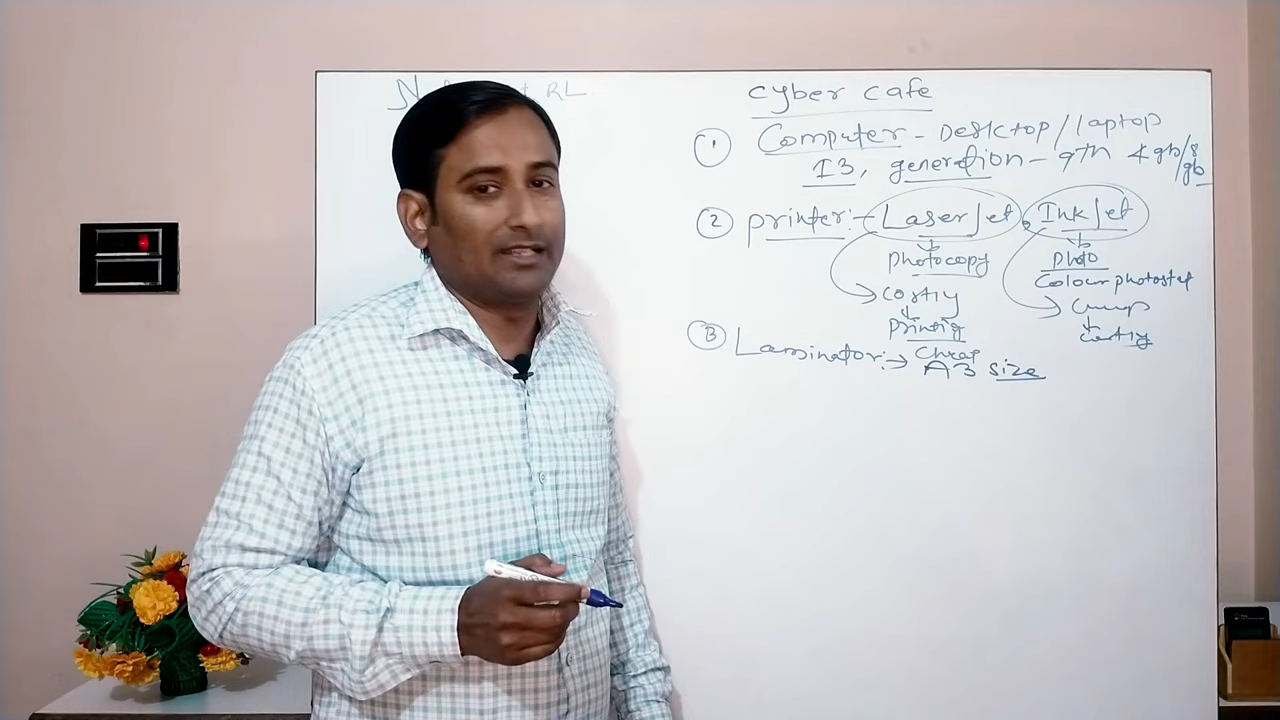 N RL
Cyber Cafe
① Computer - Desktop/laptop
I3, generation - 9th 4gb/8gb
② printer:- LaserJet, InkJet
Photocopy
Photo
Colour photostat
Costly
Printing
Cheap
costly
③ Laminator:→ A3 size